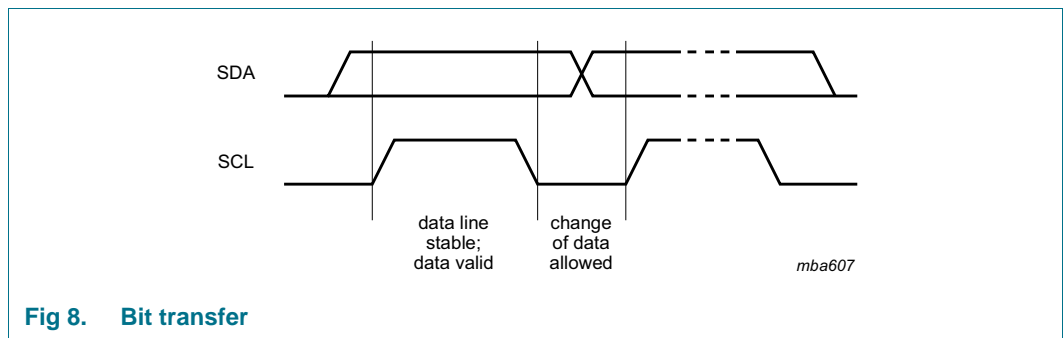 SDA
SCL
data line
stable;
data valid
change
of data
allowed
mba607
Fig 8. Bit transfer